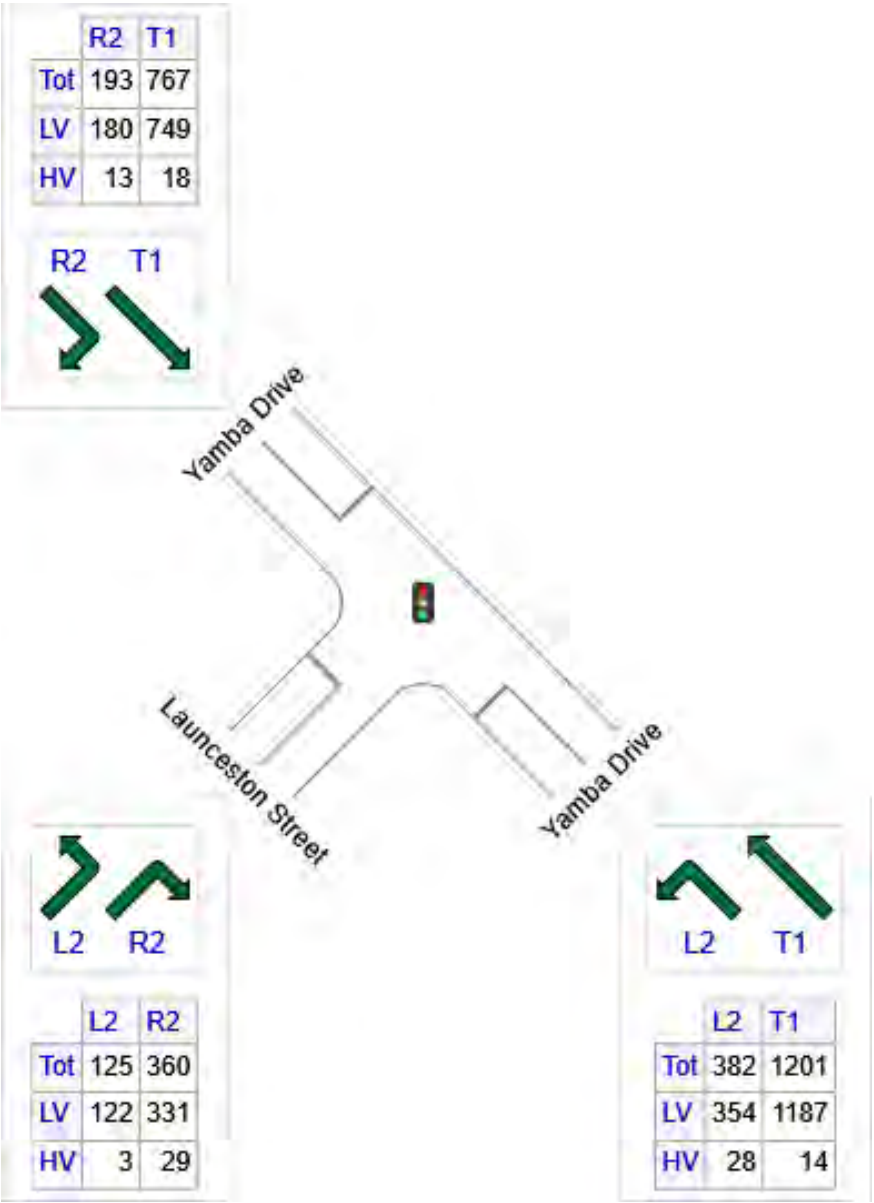 R2 T1
Tot 193 767
LV 180 749
HV 13 18
R2 T1
Yamba Drive
Launceston Street
Yamba Drive
L2 R2
L2 T1
L2 R2
Tot 125 360
LV 122 331
HV 3 29
L2 T1
Tot 382 1201
LV 354 1187
HV 28 14